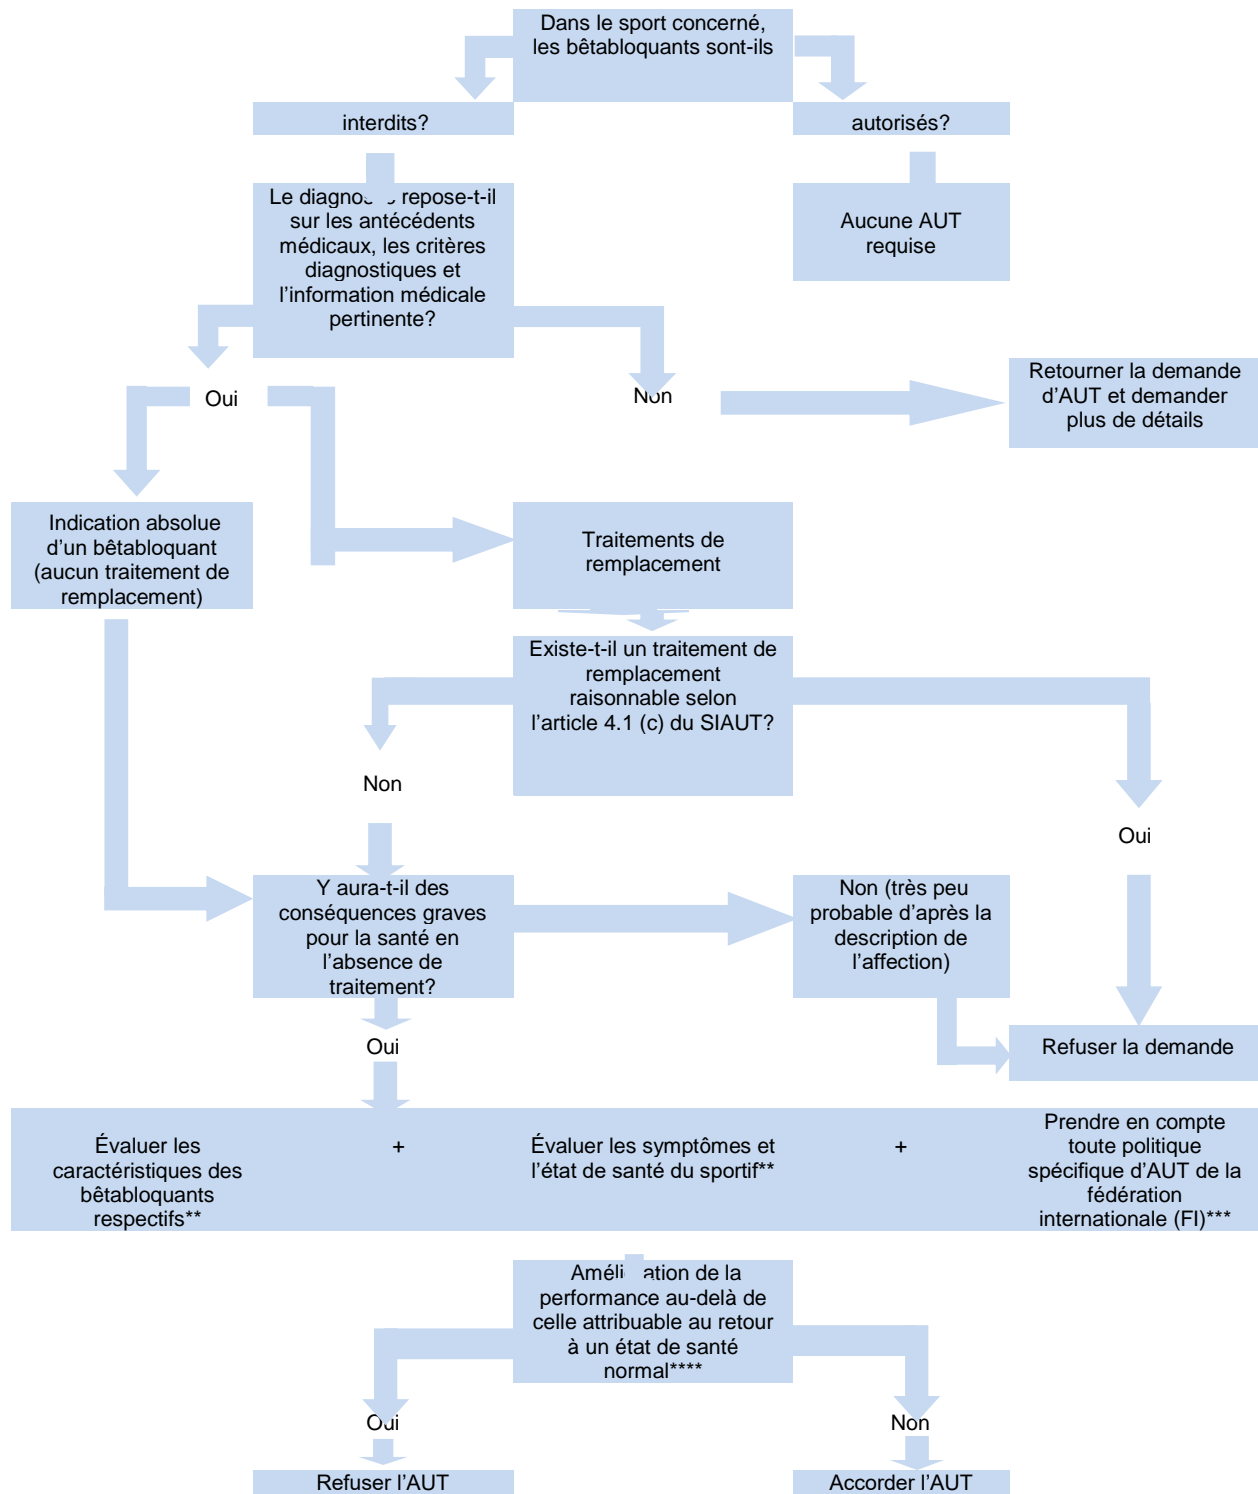 Dans le sport concerné,
les bêtabloquants sont-ils
interdits?
autorisés?
Le diagnos repose-t-il
sur les antécédents
médicaux, les critères
diagnostiques et
l'information médicale
pertinente?
Aucune AUT
requise
Oui
Non
Retourner la demande
d'AUT et demander
plus de détails
Indication absolue
d'un bêtabloquant
(aucun traitement de
remplacement)
Traitements de
remplacement
Existe-t-il un traitement de
remplacement
raisonnable selon
l'article 4.1 (c) du SIAUT?
Non
Oui
Y aura-t-il des
conséquences graves
pour la santé en
l'absence de
traitement?
Non (très peu
probable d'après la
description de
l'affection)
Oui
Refuser la demande
Évaluer les
caractéristiques des
bêtabloquants
respectifs**
+
Évaluer les symptômes et
l'état de santé du sportif**
+
Prendre en compte
toute politique
spécifique d'AUT de la
fédération
internationale (FI)***
Amélioration de la
performance au-delà de
celle attribuable au retour
à un état de santé
normal****
Oui
Non
Refuser l'AUT
Accorder l'AUT